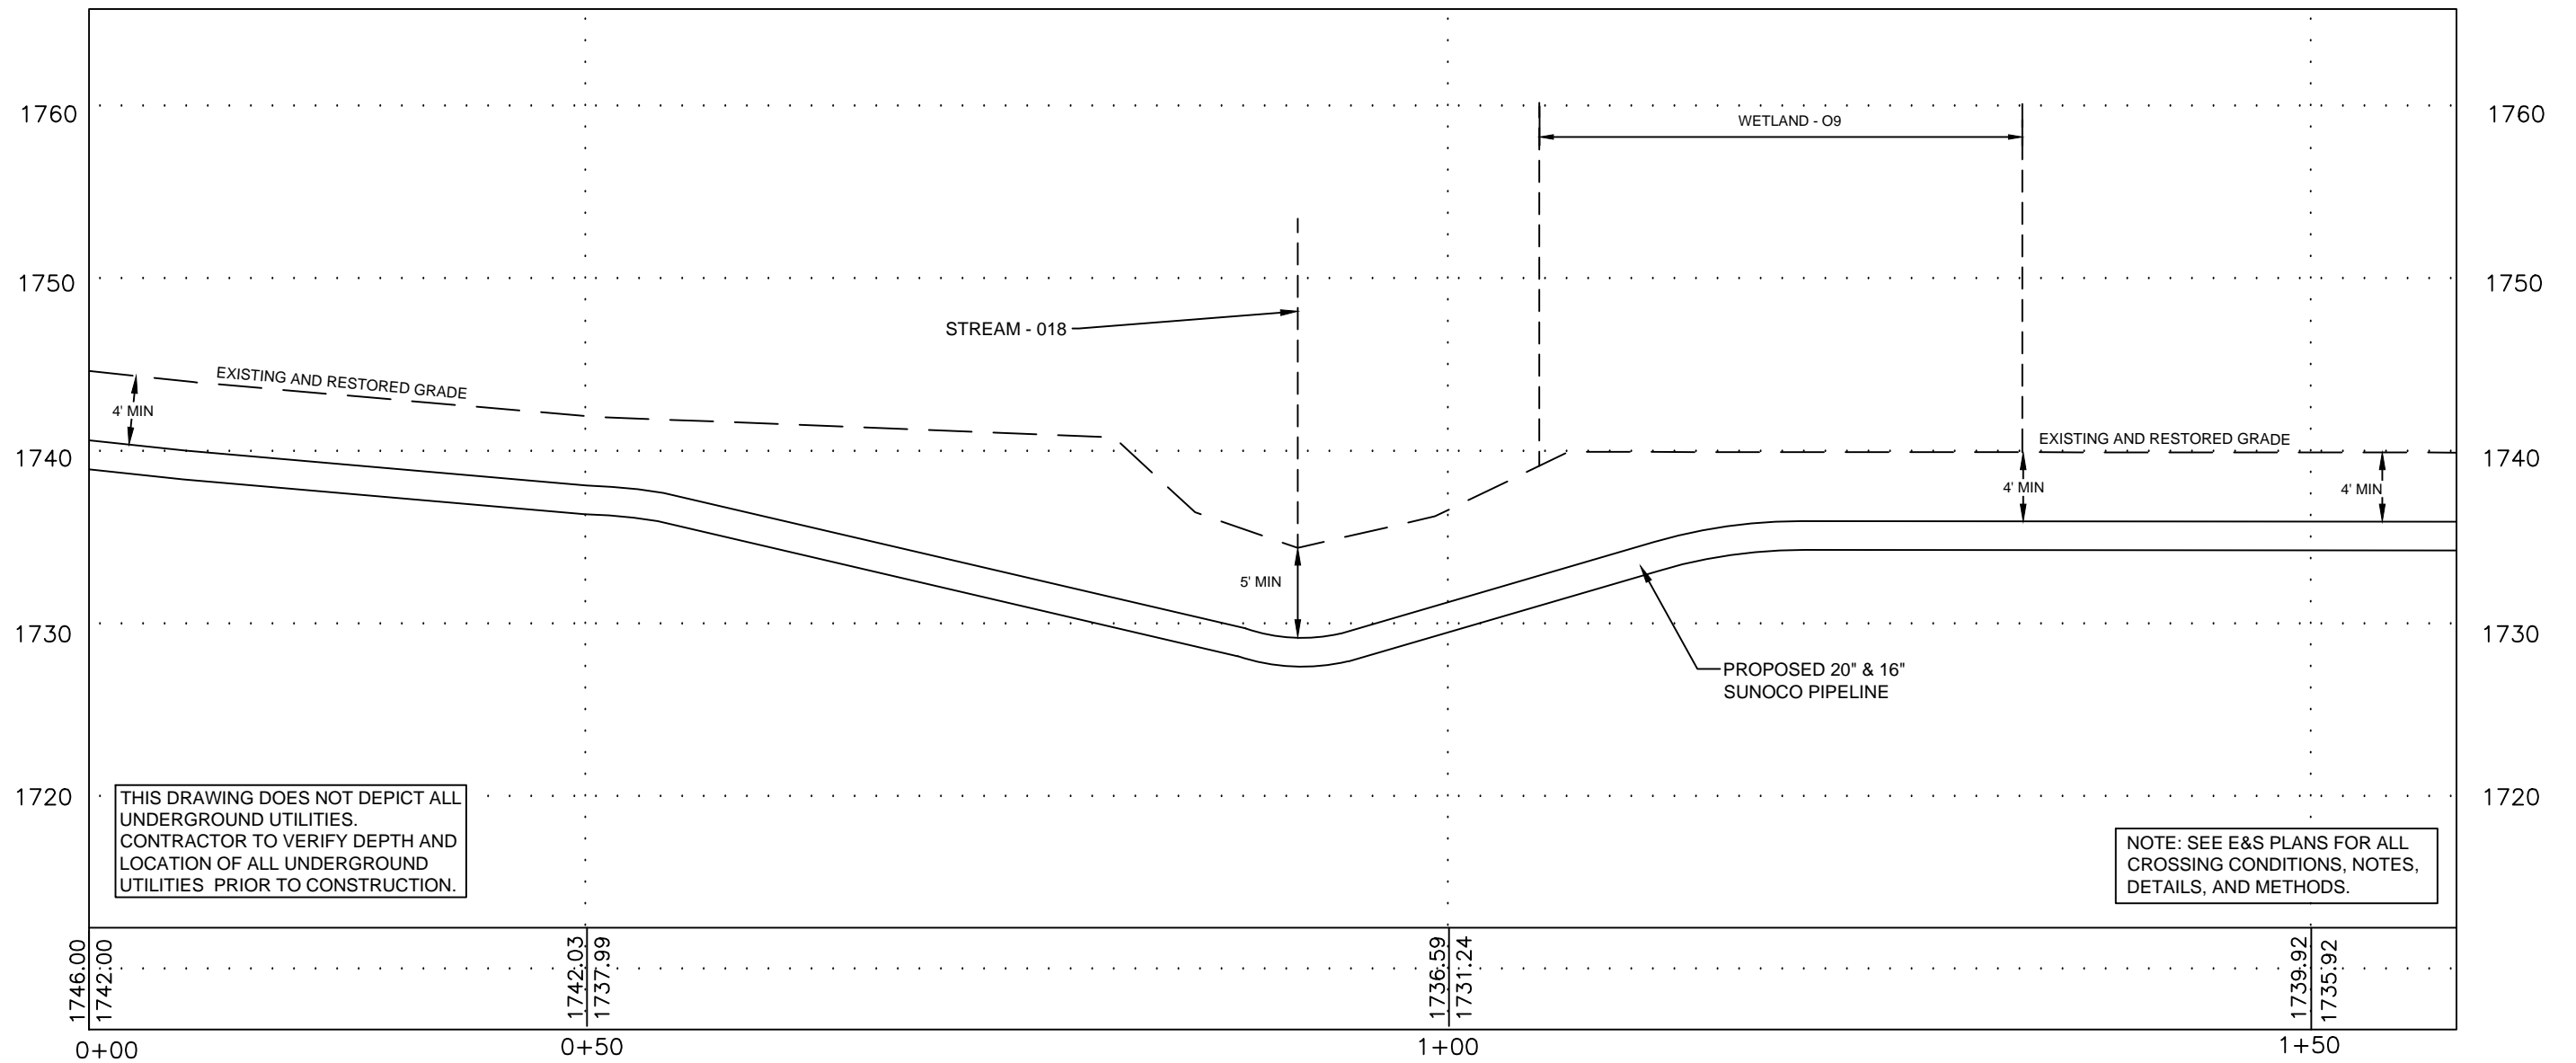 1760
1760
WETLAND - O9
1750
1750
STREAM - 018
EXISTING AND RESTORED GRADE
4' MIN
EXISTING AND RESTORED GRADE
1740
1740
4' MIN
4' MIN
5' MIN
1730
1730
PROPOSED 20" & 16"
SUNOCO PIPELINE
1720
1720
THIS DRAWING DOES NOT DEPICT ALL
UNDERGROUND UTILITIES.
CONTRACTOR TO VERIFY DEPTH AND
LOCATION OF ALL UNDERGROUND
UTILITIES PRIOR TO CONSTRUCTION.
NOTE: SEE E&S PLANS FOR ALL
CROSSING CONDITIONS, NOTES,
DETAILS, AND METHODS.
1746.00
1742.00
1742.03
1737.99
1736.59
1731.24
1739.92
1735.92
0+00
0+50
1+00
1+50